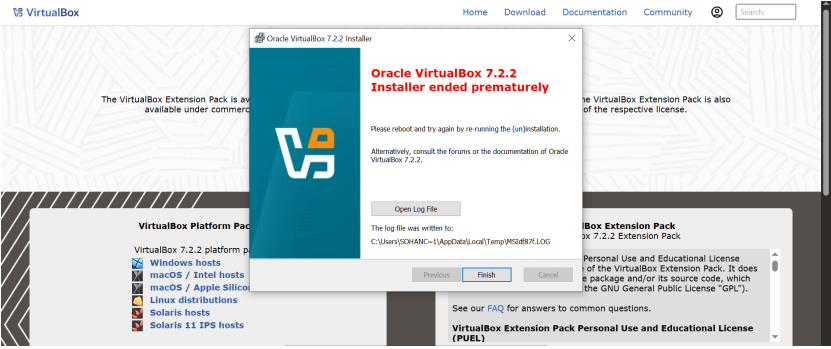 VirtualBox
Home Download Documentation Community Search:
Oracle VirtualBox 7.2.2 Installer
The VirtualBox Extension Pack is av
available under commerc
e VirtualBox Extension Pack is also
of the respective license.
Oracle VirtualBox 7.2.2
Installer ended prematurely
Please reboot and try again by re-running the (un)installation.
Alternatively, consult the forums or the documentation of Oracle
VirtualBox 7.2.2.
Open Log File
The log file was written to:
C:\Users\SOHANC~1\AppData\Local\Temp\MSIdf87f.LOG
Previous Finish Cancel
VirtualBox Platform Pac
VirtualBox 7.2.2 platform pa
Windows hosts
macOS / Intel hosts
macOS / Apple Silico
Linux distributions
Solaris hosts
Solaris 11 IPS hosts
lBox Extension Pack
ox 7.2.2 Extension Pack
Personal Use and Educational License
e of the VirtualBox Extension Pack. It does
e package and/or its source code, which
the GNU General Public License "GPL").
See our FAQ for answers to common questions.
VirtualBox Extension Pack Personal Use and Educational License
(PUEL)